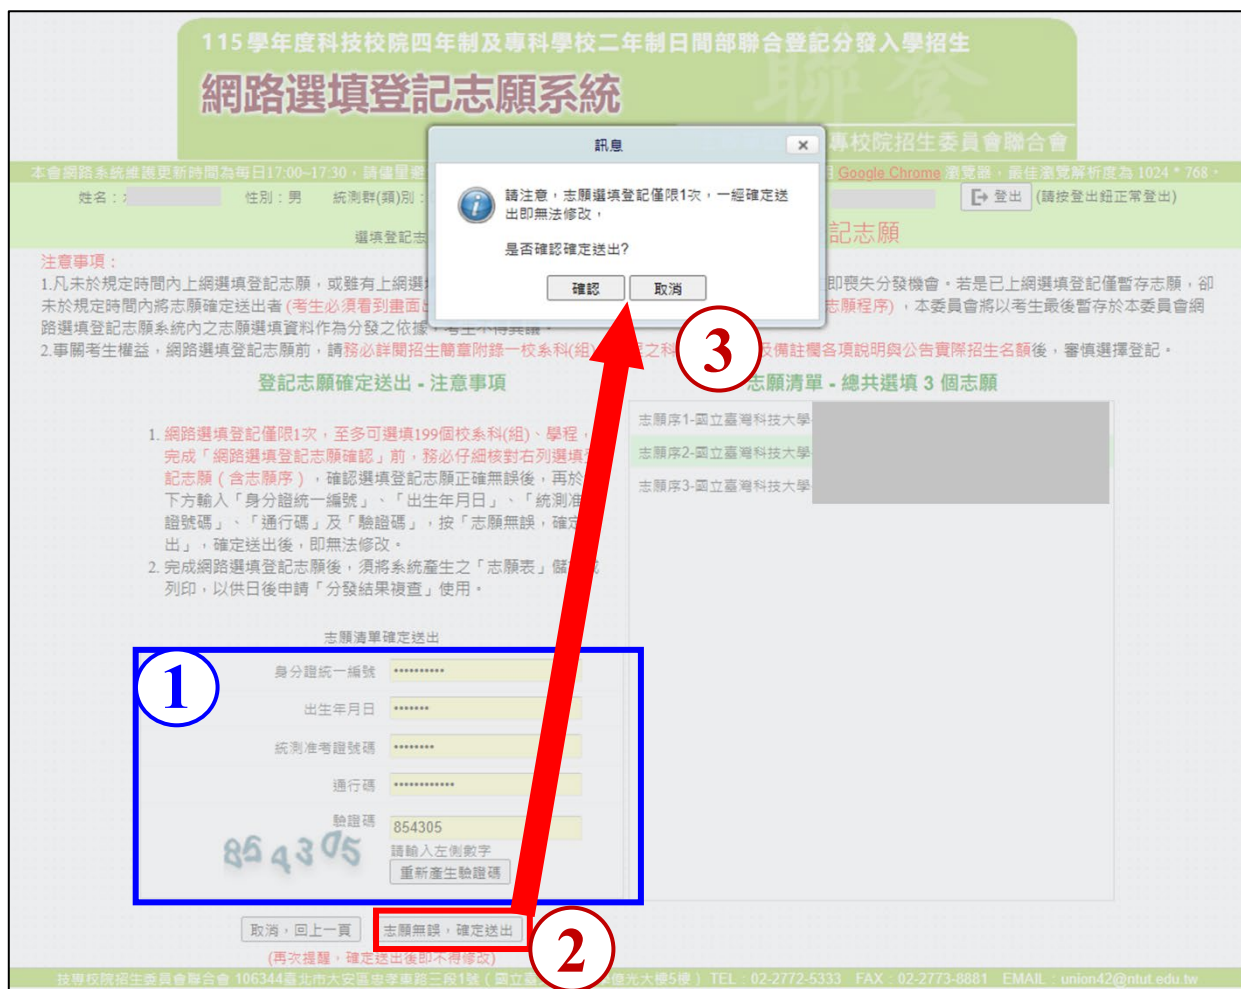 115學年度科技校院四年制及專科學校二年制日間部聯合登記分發入學招生
網路選填登記志願系統
聯登
專校院招生委員會聯合會
本會網路系統維護更新時間為每日17:00~17:30，請儘量避
Google Chrome 瀏覽器，最佳瀏覽解析度為 1024 * 768。
姓名： 性別：男 統測群(類)別：
登出 (請按登出鈕正常登出)
選填登記志
記志願
訊息
請注意，志願選填登記僅限1次，一經確定送
出即無法修改，
是否確認確定送出?
確認 取消
3
注意事項：
1.凡未於規定時間內上網選填登記志願，或雖有上網選 即喪失分發機會。若是已上網選填登記僅暫存志願，卻
未於規定時間內將志願確定送出者 (考生必須看到畫面出 志願程序)，本委員會將以考生最後暫存於本委員會網
路選填登記志願系統內之志願選填資料作為分發之依據，考生不得異議。
2.事關考生權益，網路選填登記志願前，請務必詳閱招生簡章附錄一校系科(組) 程之科 及備註欄各項說明與公告實際招生名額後，審慎選擇登記。
登記志願確定送出 - 注意事項
1. 網路選填登記僅限1次，至多可選填199個校系科(組)、學程，
完成「網路選填登記志願確認」前，務必仔細核對右列選填登
記志願（含志願序），確認選填登記志願正確無誤後，再於
下方輸入「身分證統一編號」、「出生年月日」、「統測准
證號碼」、「通行碼」及「驗證碼」，按「志願無誤，確定
出」，確定送出後，即無法修改。
2. 完成網路選填登記志願後，須將系統產生之「志願表」儲
列印，以供日後申請「分發結果複查」使用。
志願清單 - 總共選填 3 個志願
志願序1-國立臺灣科技大學
志願序2-國立臺灣科技大學
志願序3-國立臺灣科技大學
志願清單確定送出
1
身分證統一編號 ••••••••••
出生年月日 •••••••
統測准考證號碼 ••••••••
通行碼 ••••••••••••
驗證碼 854305
854305
請輸入左側數字
重新產生驗證碼
取消，回上一頁 志願無誤，確定送出
2
(再次提醒，確定送出後即不得修改)
技專校院招生委員會聯合會 106344臺北市大安區忠孝東路三段1號（國立臺 億光大樓5樓）TEL：02-2772-5333 FAX：02-2773-8881 EMAIL：union42@ntut.edu.tw